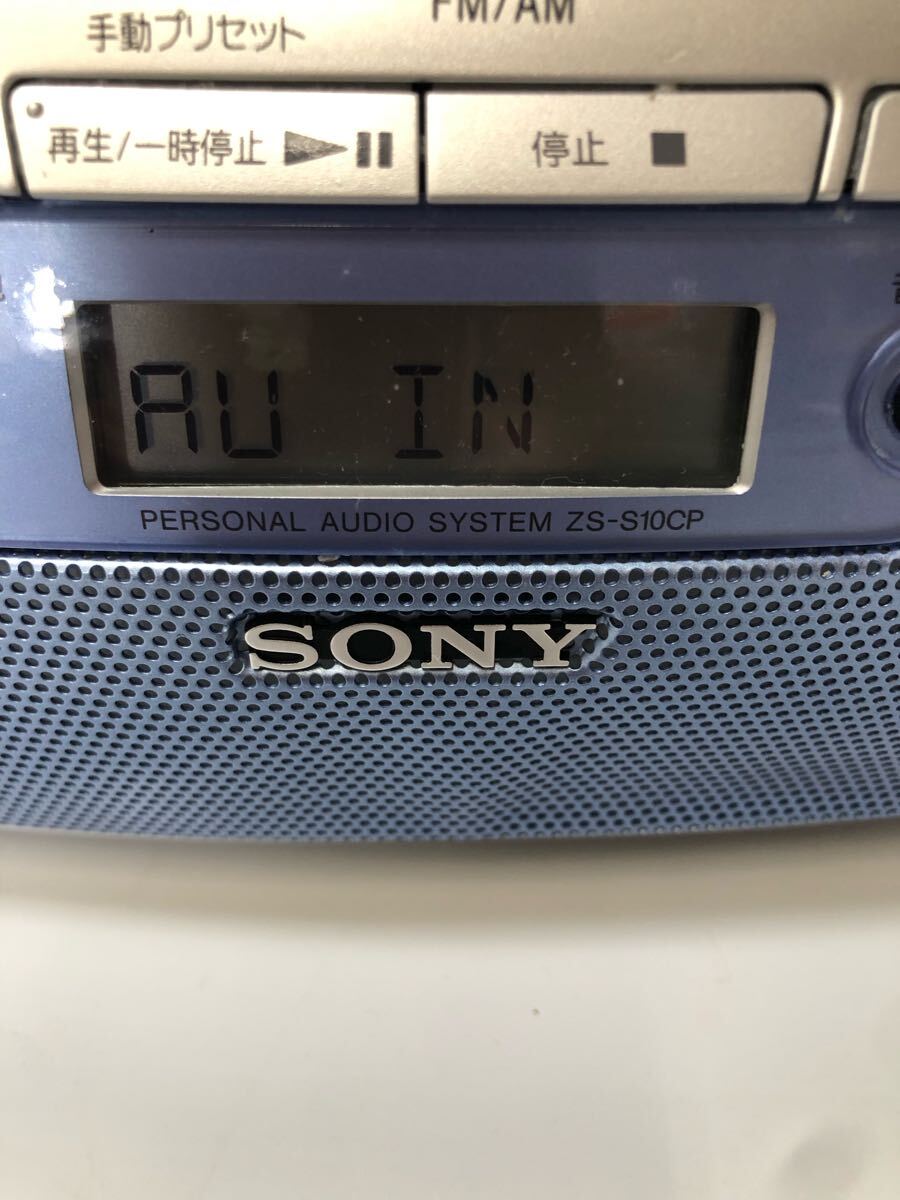 FM/AM
手動プリセット
再生/一時停止
停止
AU IN
PERSONAL AUDIO SYSTEM ZS-S10CP
SONY